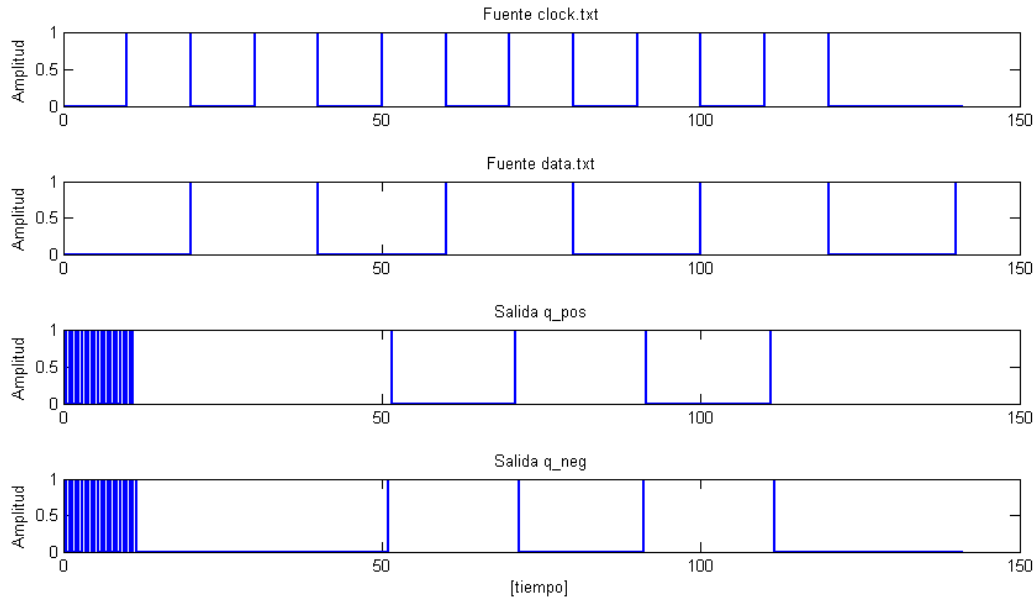 Fuente clock.txt
Amplitud
1
0.5
0
0 50 100 150
Fuente data.txt
Amplitud
1
0.5
0
0 50 100 150
Salida q_pos
Amplitud
1
0.5
0
0 50 100 150
Salida q_neg
Amplitud
1
0.5
0
0 50 100 150
[tiempo]